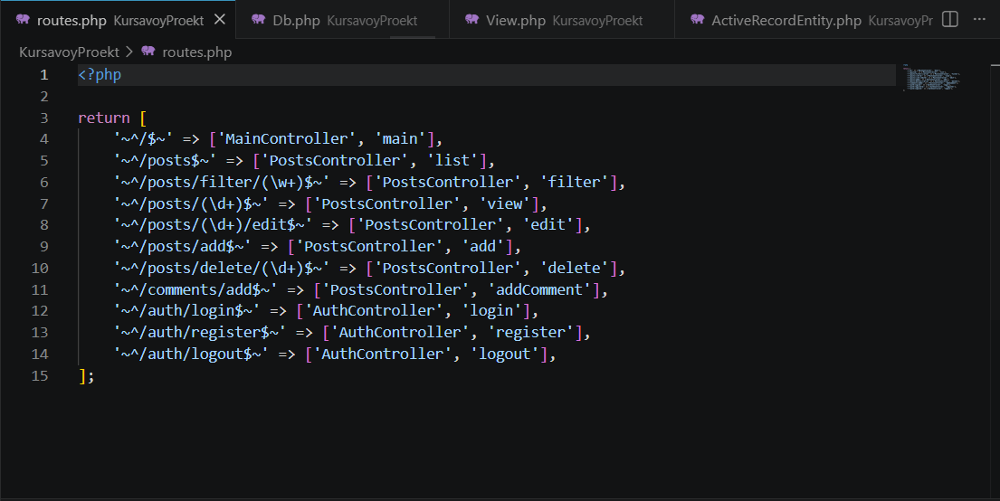 routes.php KursavoyProekt Db.php KursavoyProekt View.php KursavoyProekt ActiveRecordEntity.php KursavoyPr
KursavoyProekt > routes.php
1 <?php
2
3 return [
4 '~^/$~' => ['MainController', 'main'],
5 '~^/posts$~' => ['PostsController', 'list'],
6 '~^/posts/filter/(\w+)$~' => ['PostsController', 'filter'],
7 '~^/posts/(\d+)$~' => ['PostsController', 'view'],
8 '~^/posts/(\d+)/edit$~' => ['PostsController', 'edit'],
9 '~^/posts/add$~' => ['PostsController', 'add'],
10 '~^/posts/delete/(\d+)$~' => ['PostsController', 'delete'],
11 '~^/comments/add$~' => ['PostsController', 'addComment'],
12 '~^/auth/login$~' => ['AuthController', 'login'],
13 '~^/auth/register$~' => ['AuthController', 'register'],
14 '~^/auth/logout$~' => ['AuthController', 'logout'],
15 ];